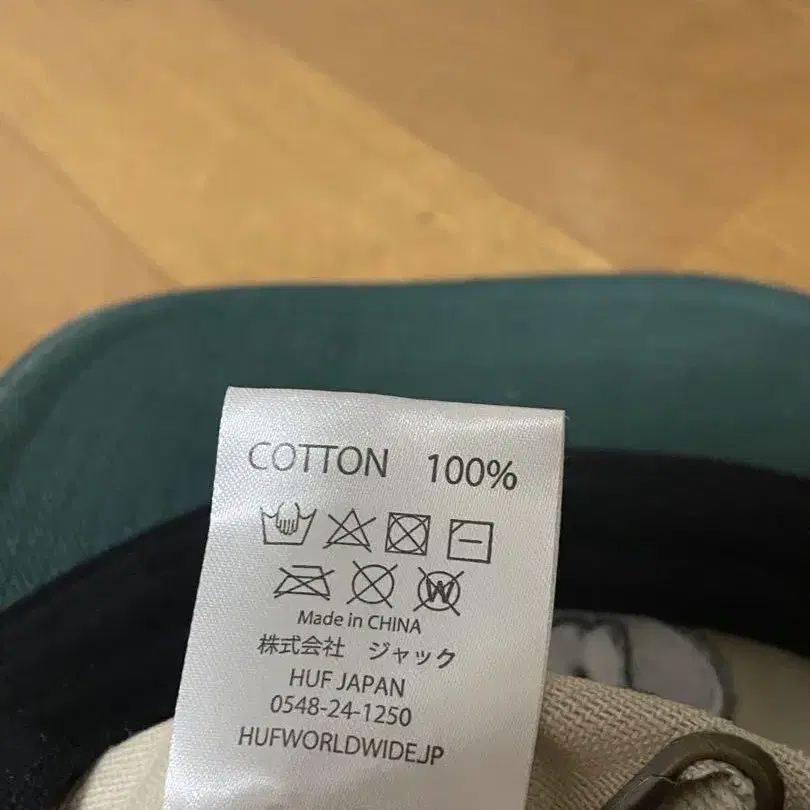 COTTON 100%
W
Made in CHINA
株式会社 ジャック
HUF JAPAN
0548-24-1250
HUFWORLDWIDE.JP